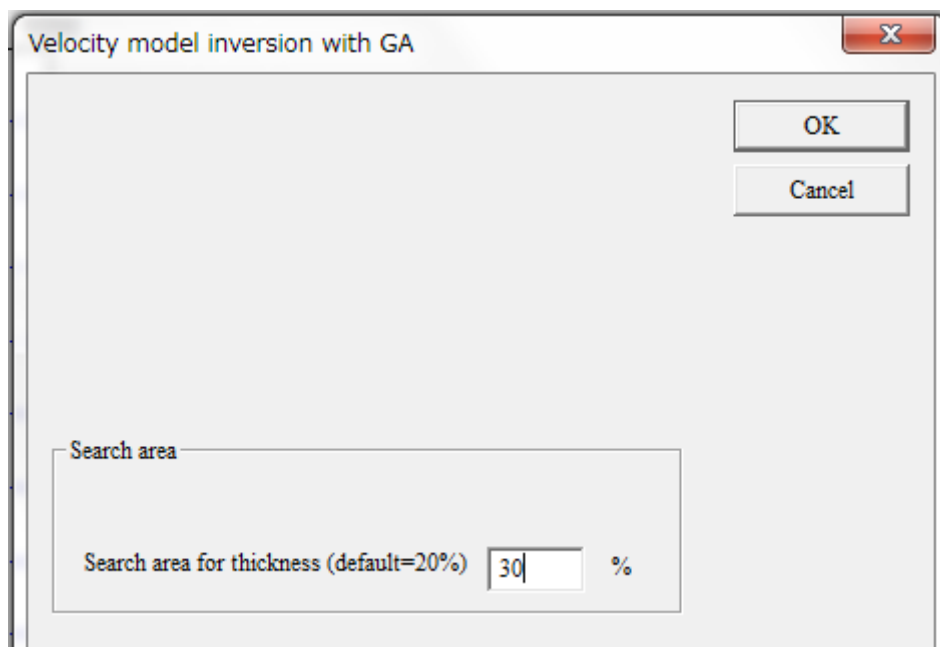 Velocity model inversion with GA
OK
Cancel
Search area
Search area for thickness (default=20%) 30 %